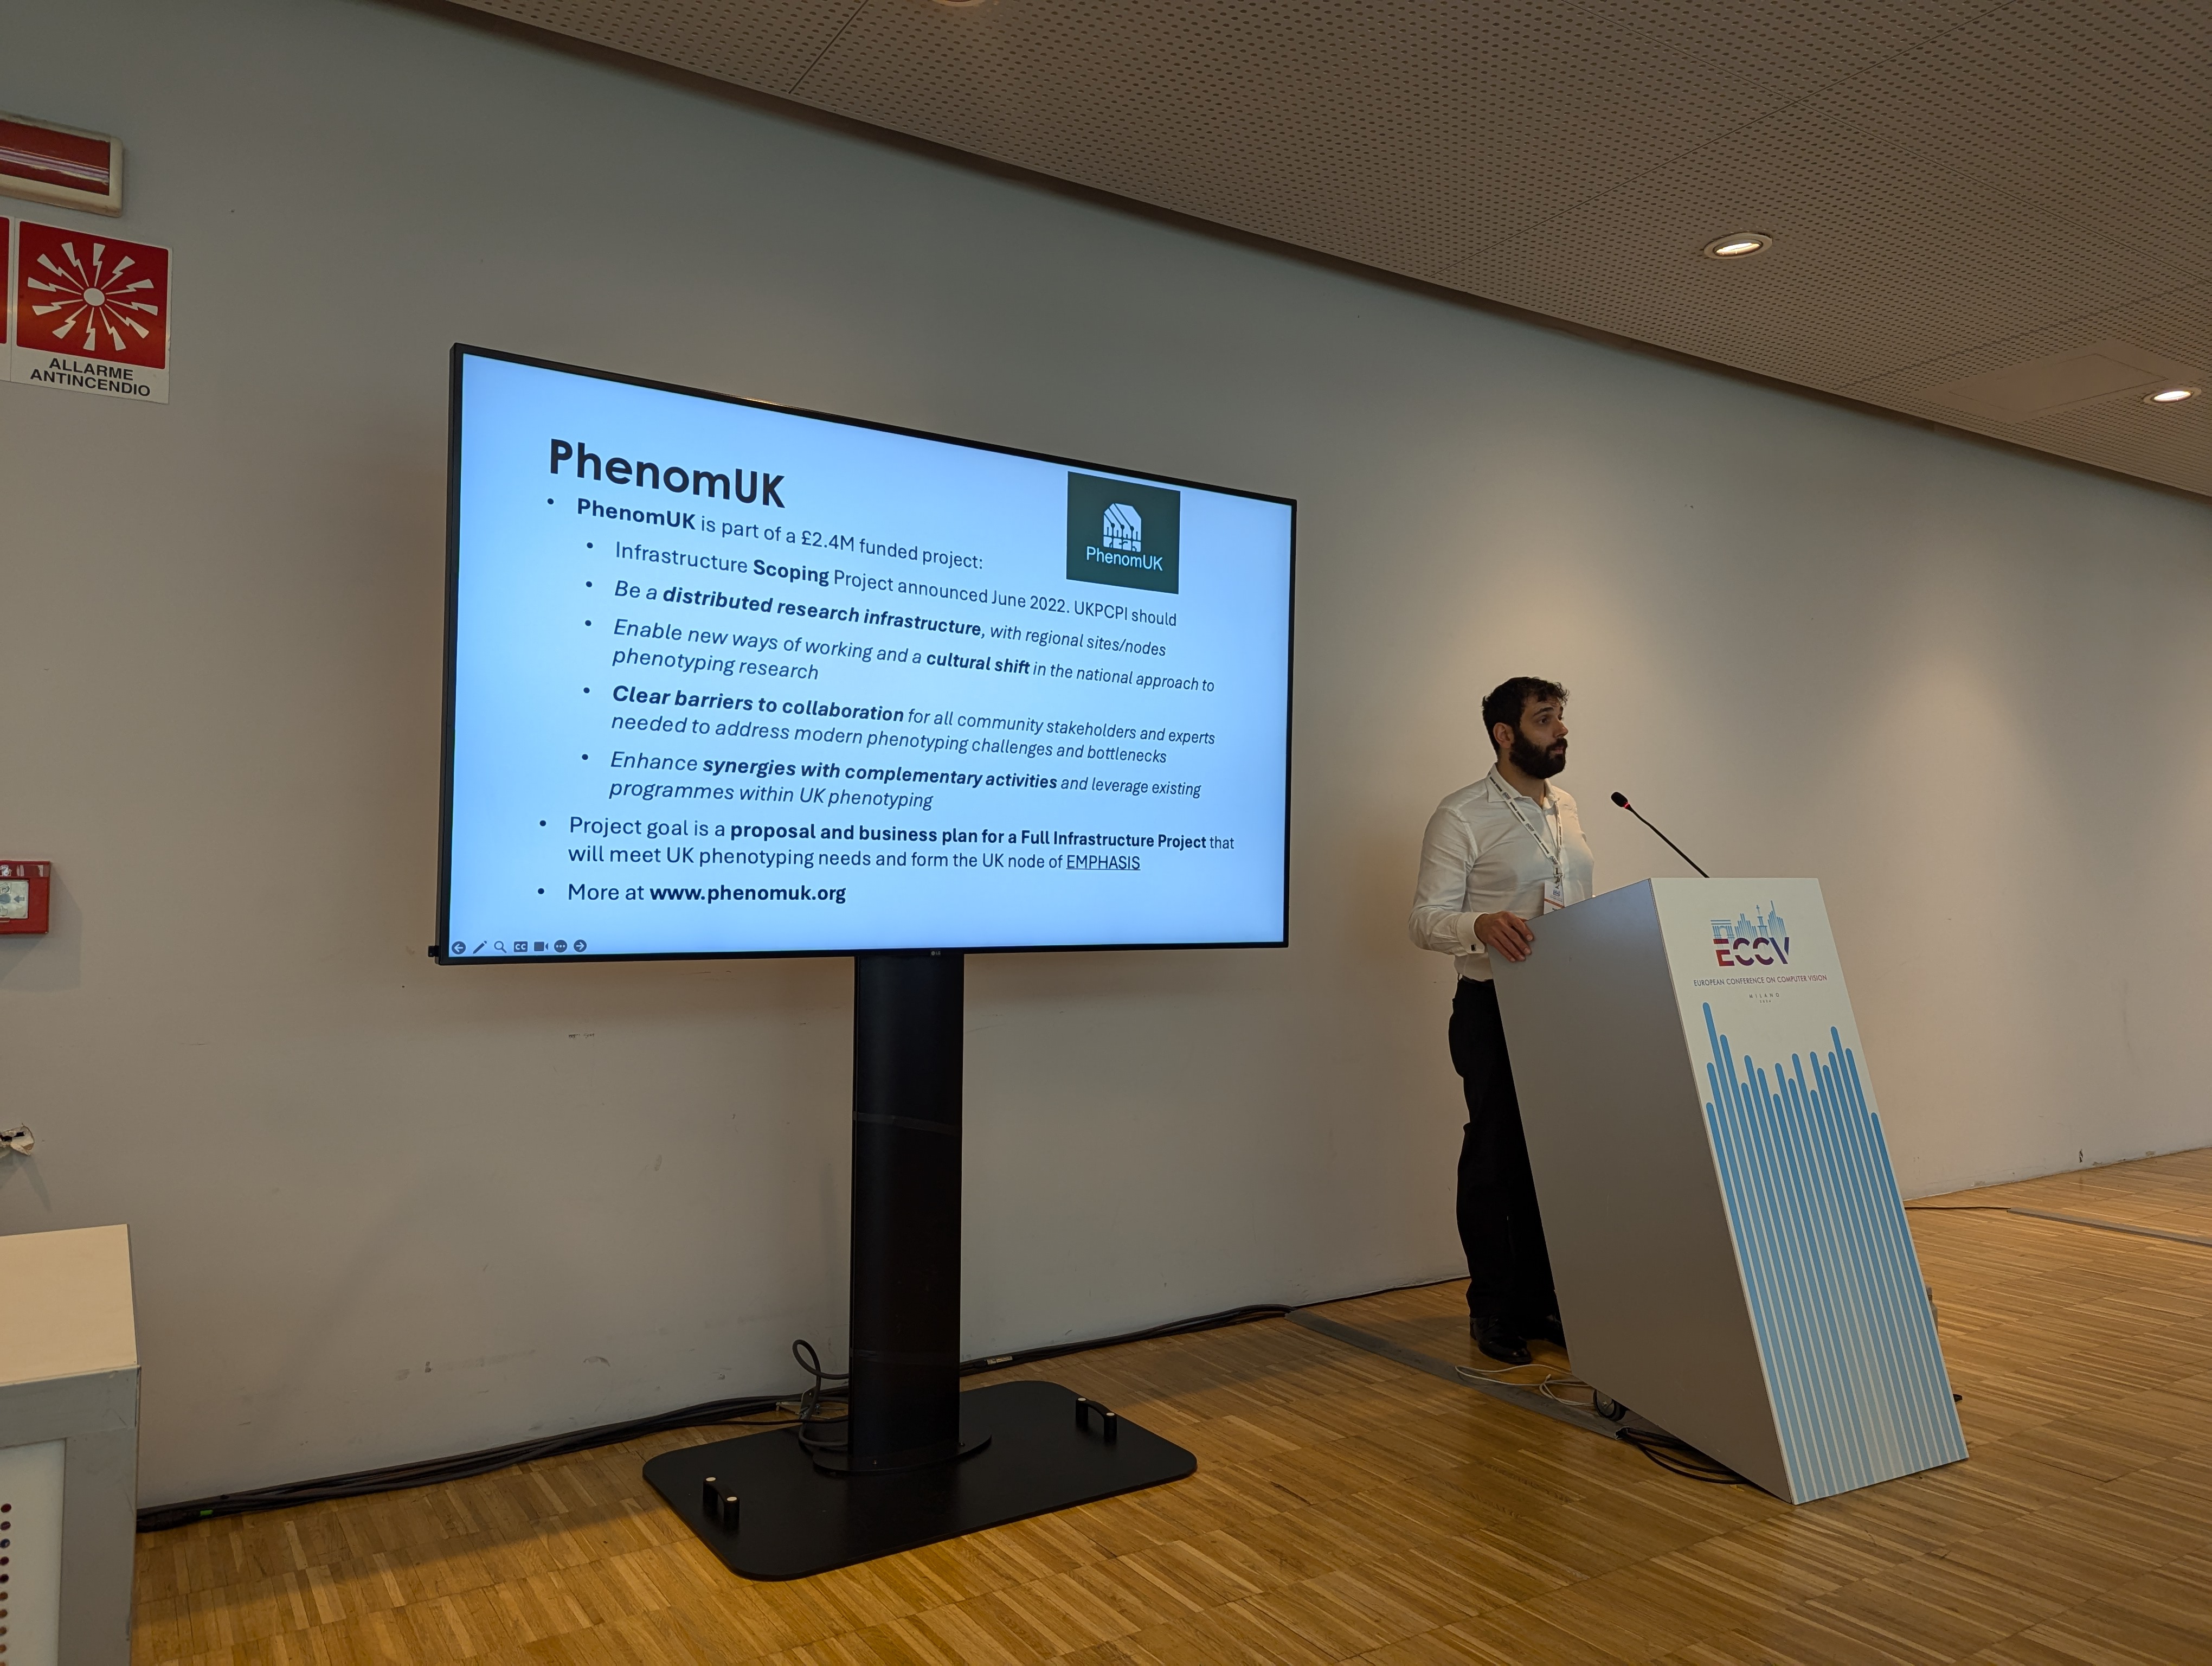 ALLARME
ANTINCENDIO
PhenomUK
PhenomUK
• PhenomUK is part of a £2.4M funded project:
• Infrastructure Scoping Project announced June 2022. UKPCPI should
• Be a distributed research infrastructure, with regional sites/nodes
• Enable new ways of working and a cultural shift in the national approach to
phenotyping research
• Clear barriers to collaboration for all community stakeholders and experts
needed to address modern phenotyping challenges and bottlenecks
• Enhance synergies with complementary activities and leverage existing
programmes within UK phenotyping
• Project goal is a proposal and business plan for a Full Infrastructure Project that
will meet UK phenotyping needs and form the UK node of EMPHASIS
• More at www.phenomuk.org
CC
ECCV
EUROPEAN CONFERENCE ON COMPUTER VISION
MILANO